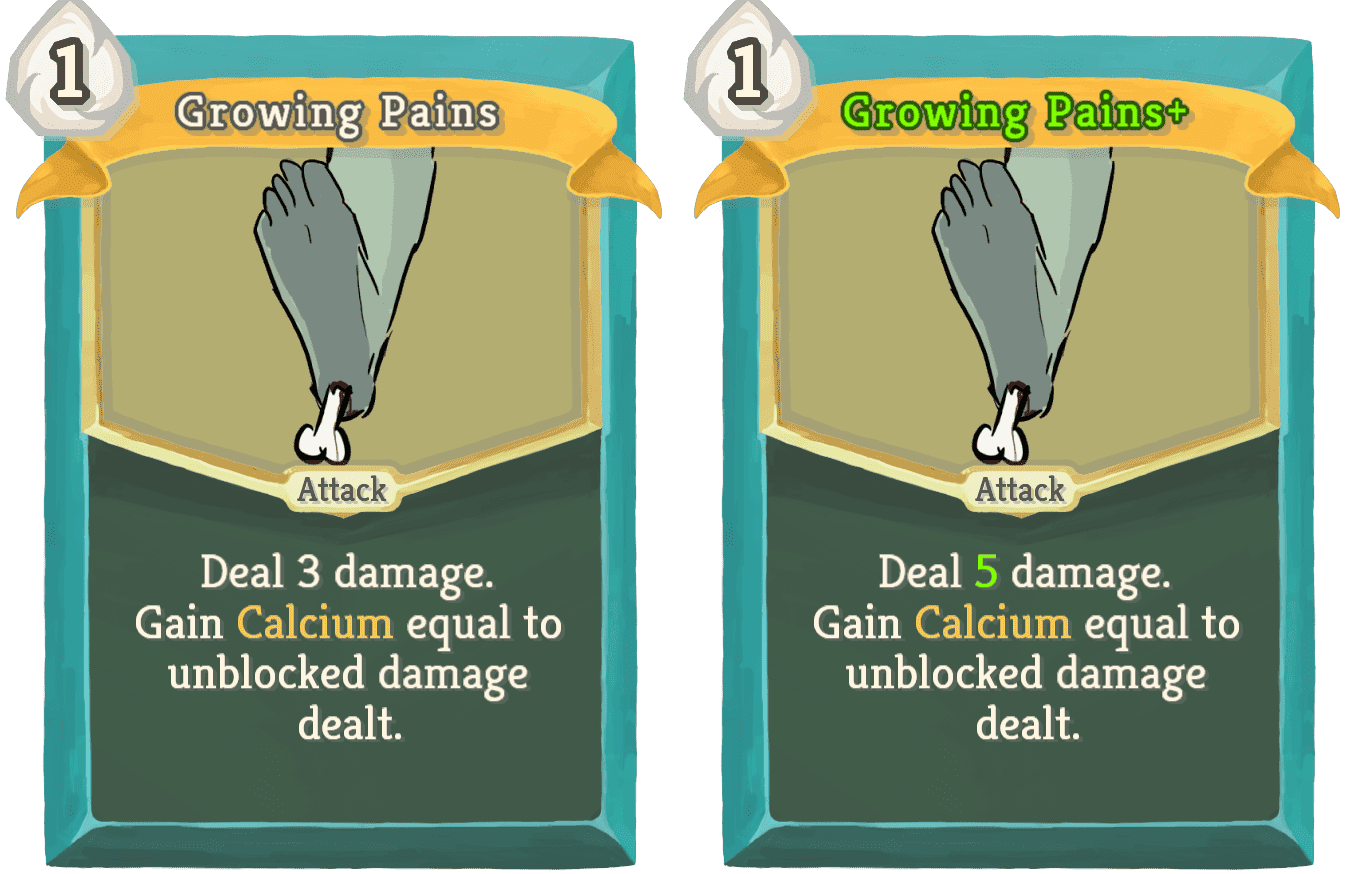 1
Growing Pains
Attack
Deal 3 damage.
Gain Calcium equal to
unblocked damage
dealt.
1
Growing Pains+
Attack
Deal 5 damage.
Gain Calcium equal to
unblocked damage
dealt.